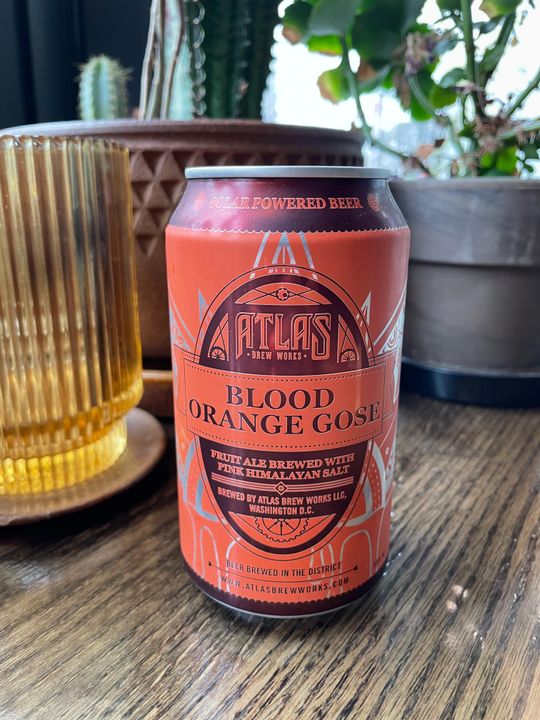 SOLAR POWERED BEER
ATLAS
BREW WORKS
BLOOD
ORANGE GOSE
FRUIT ALE BREWED WITH
PINK HIMALAYAN SALT
BREWED BY ATLAS BREW WORKS LLC,
WASHINGTON D.C.
BEER BREWED IN THE DISTRICT
WWW.ATLASBREWWORKS.COM